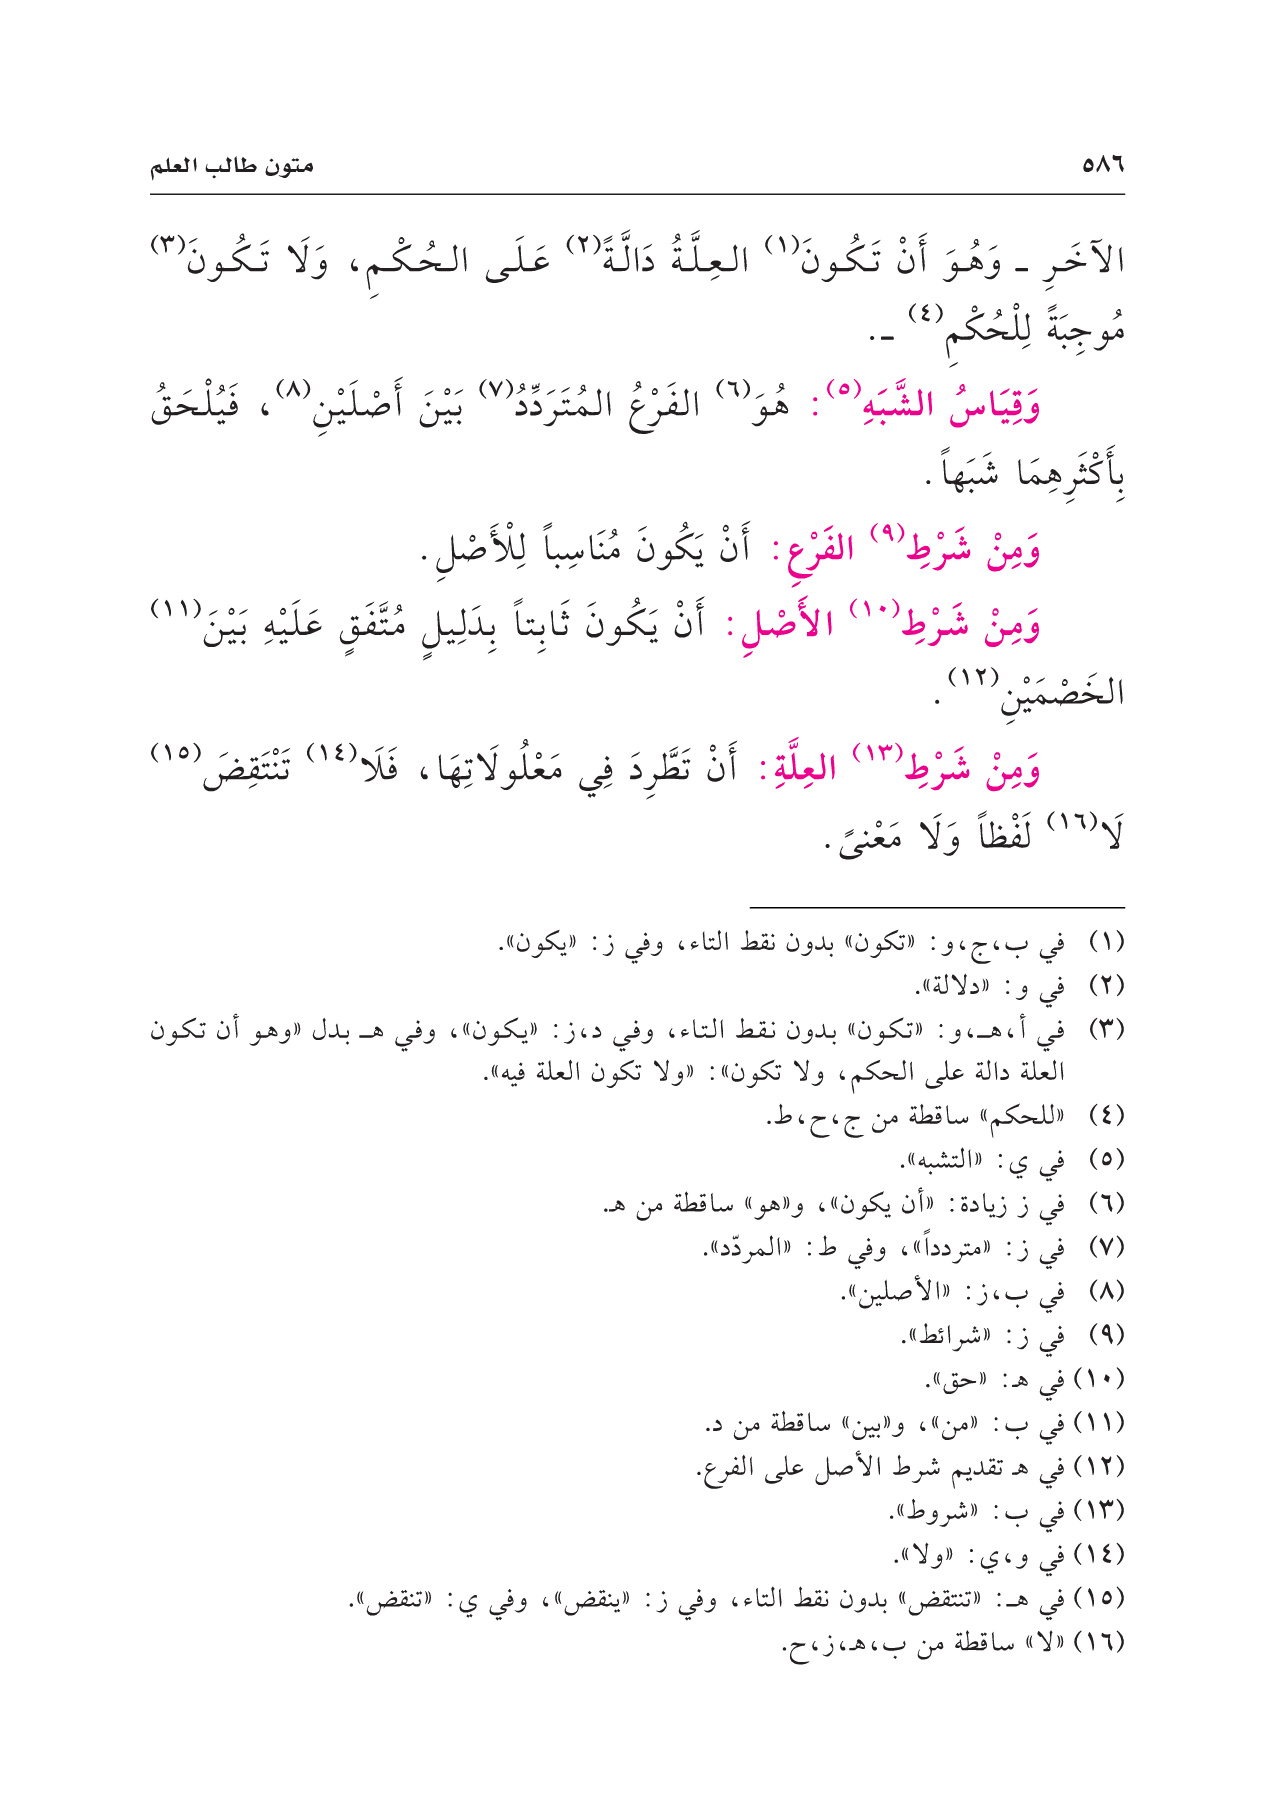 ٥٨٦ متون طالب العلم
الآخَرِ ـ وَهُوَ أَنْ تَكُونَ(١) العِلَّةُ دَالَّةً(٢) عَلَى الحُكْمِ، وَلَا تَكُونَ(٣)
مُوجِبَةً لِلْحُكْمِ(٤) ـ.
وَقِيَاسُ الشَّبَهِ(٥): هُوَ(٦) الفَرْعُ المُتَرَدِّدُ(٧) بَيْنَ أَصْلَيْنِ(٨)، فَيُلْحَقُ
بِأَكْثَرِهِمَا شَبَهاً.
وَمِنْ شَرْطِ(٩) الفَرْعِ: أَنْ يَكُونَ مُنَاسِباً لِلْأَصْلِ.
وَمِنْ شَرْطِ(١٠) الأَصْلِ: أَنْ يَكُونَ ثَابِتاً بِدَلِيلٍ مُتَّفَقٍ عَلَيْهِ بَيْنَ(١١)
الخَصْمَيْنِ(١٢).
وَمِنْ شَرْطِ(١٣) العِلَّةِ: أَنْ تَطَّرِدَ فِي مَعْلُولَاتِهَا، فَلَا(١٤) تَنْتَقِضَ(١٥)
لَا(١٦) لَفْظاً وَلَا مَعْنىً.
(١) في ب،ج،و: «تكون» بدون نقط التاء، وفي ز: «يكون».
(٢) في و: «دلالة».
(٣) في أ،هـ،و: «تكون» بدون نقط التاء، وفي د،ز: «يكون»، وفي هـ بدل «وهو أن تكون
العلة دالة على الحكم، ولا تكون»: «ولا تكون العلة فيه».
(٤) «للحكم» ساقطة من ج،ح،ط.
(٥) في ي: «التشبه».
(٦) في ز زيادة: «أن يكون»، و«هو» ساقطة من هـ.
(٧) في ز: «متردداً»، وفي ط: «المردّد».
(٨) في ب،ز: «الأصلين».
(٩) في ز: «شرائط».
(١٠) في هـ: «حق».
(١١) في ب: «من»، و«بين» ساقطة من د.
(١٢) في هـ تقديم شرط الأصل على الفرع.
(١٣) في ب: «شروط».
(١٤) في و،ي: «ولا».
(١٥) في هـ: «تنتقض» بدون نقط التاء، وفي ز: «ينقض»، وفي ي: «تنقض».
(١٦) «لا» ساقطة من ب،هـ،ز،ح.